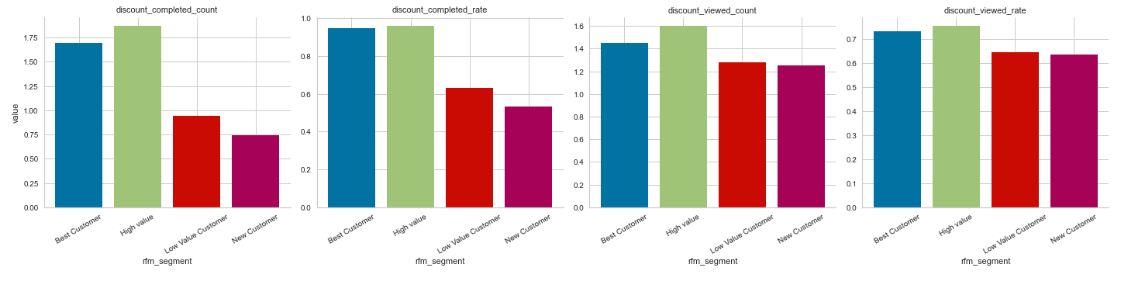 discount_completed_count
value
1.75
1.50
1.25
1.00
0.75
0.50
0.25
0.00
Best Customer
High value
Low Value Customer
New Customer
rfm_segment
discount_completed_rate
1.0
0.8
0.6
0.4
0.2
0.0
Best Customer
High value
Low Value Customer
New Customer
rfm_segment
discount_viewed_count
1.6
1.4
1.2
1.0
0.8
0.6
0.4
0.2
0.0
Best Customer
High value
Low Value Customer
New Customer
rfm_segment
discount_viewed_rate
0.7
0.6
0.5
0.4
0.3
0.2
0.1
0.0
Best Customer
High value
Low Value Customer
New Customer
rfm_segment